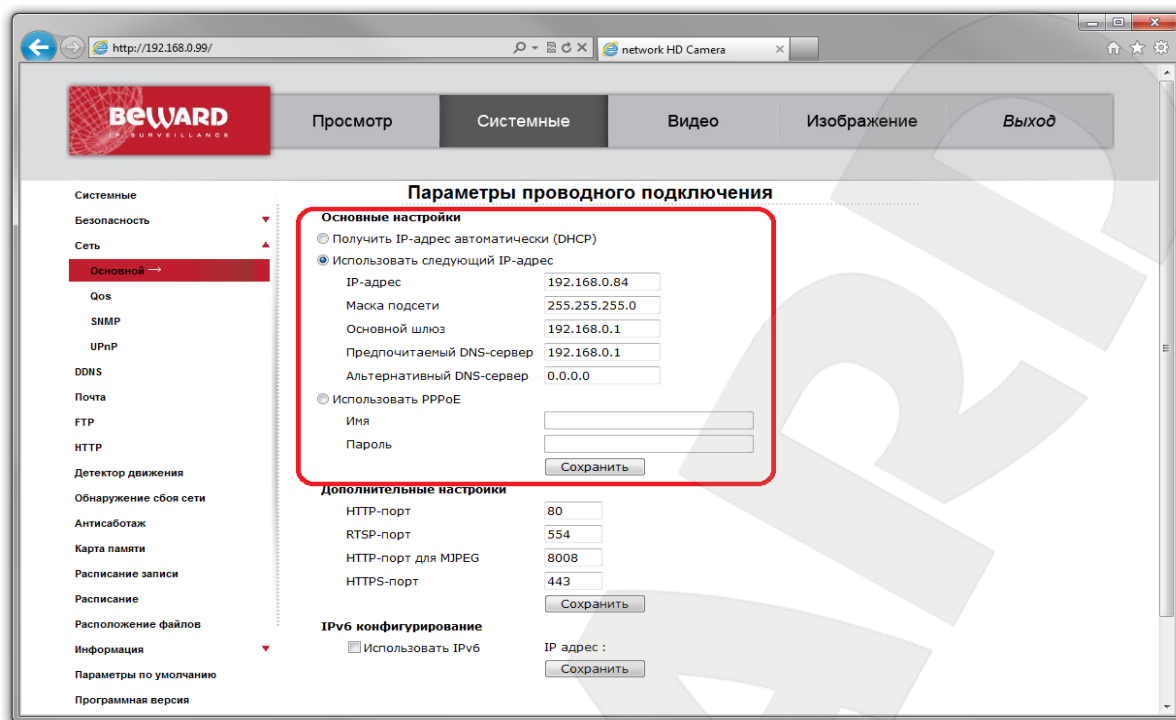 http://192.168.0.99/
network HD Camera
BEWARD
IP SURVEILLANCE
Просмотр
Системные
Видео
Изображение
Выход
Системные
Безопасность
Сеть
Основной →
Qos
SNMP
UPnP
DDNS
Почта
FTP
HTTP
Детектор движения
Обнаружение сбоя сети
Антисаботаж
Карта памяти
Расписание записи
Расписание
Расположение файлов
Информация
Параметры по умолчанию
Программная версия
Параметры проводного подключения
Основные настройки
Получить IP-адрес автоматически (DHCP)
Использовать следующий IP-адрес
IP-адрес 192.168.0.84
Маска подсети 255.255.255.0
Основной шлюз 192.168.0.1
Предпочитаемый DNS-сервер 192.168.0.1
Альтернативный DNS-сервер 0.0.0.0
Использовать PPPoE
Имя
Пароль
Сохранить
Дополнительные настройки
HTTP-порт 80
RTSP-порт 554
HTTP-порт для MJPEG 8008
HTTPS-порт 443
Сохранить
IPv6 конфигурирование
Использовать IPv6 IP адрес :
Сохранить